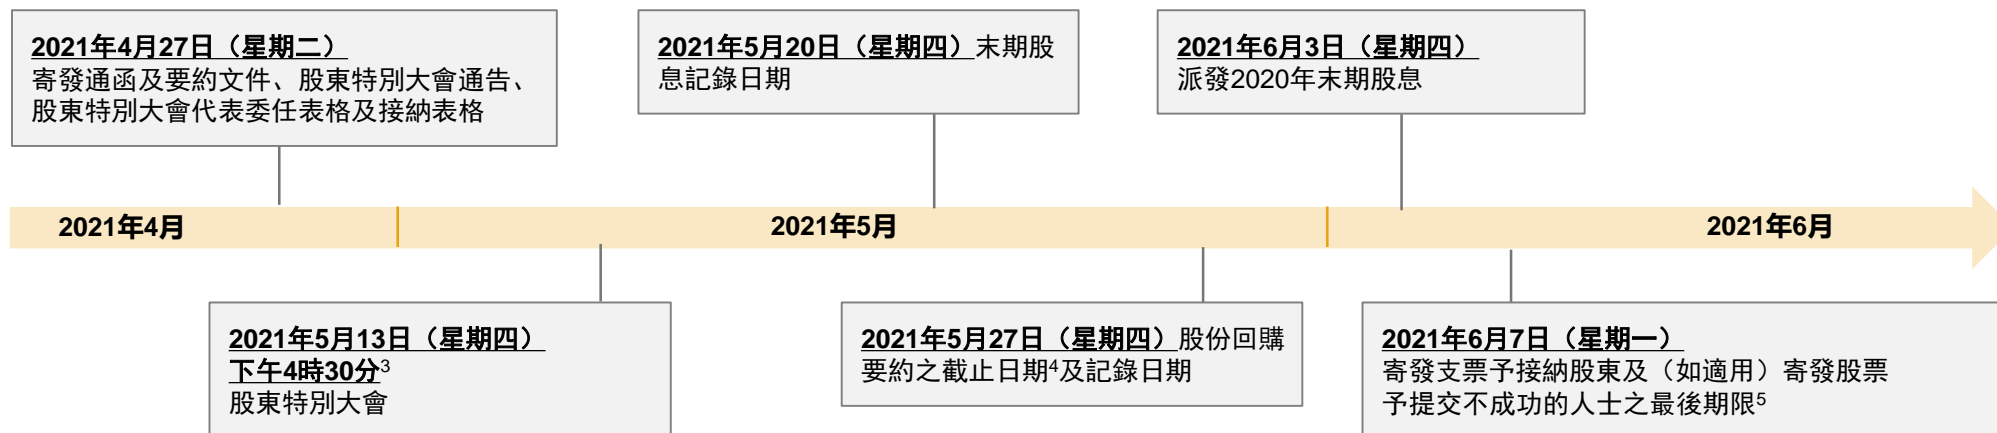 2021年4月27日（星期二）
寄發通函及要約文件、股東特別大會通告、
股東特別大會代表委任表格及接納表格
2021年5月20日（星期四）末期股
息記錄日期
2021年6月3日（星期四）
派發2020年末期股息
2021年4月
2021年5月
2021年6月
2021年5月13日（星期四）
下午4時30分3
股東特別大會
2021年5月27日（星期四）股份回購
要約之截止日期4及記錄日期
2021年6月7日（星期一）
寄發支票予接納股東及（如適用）寄發股票
予提交不成功的人士之最後期限5